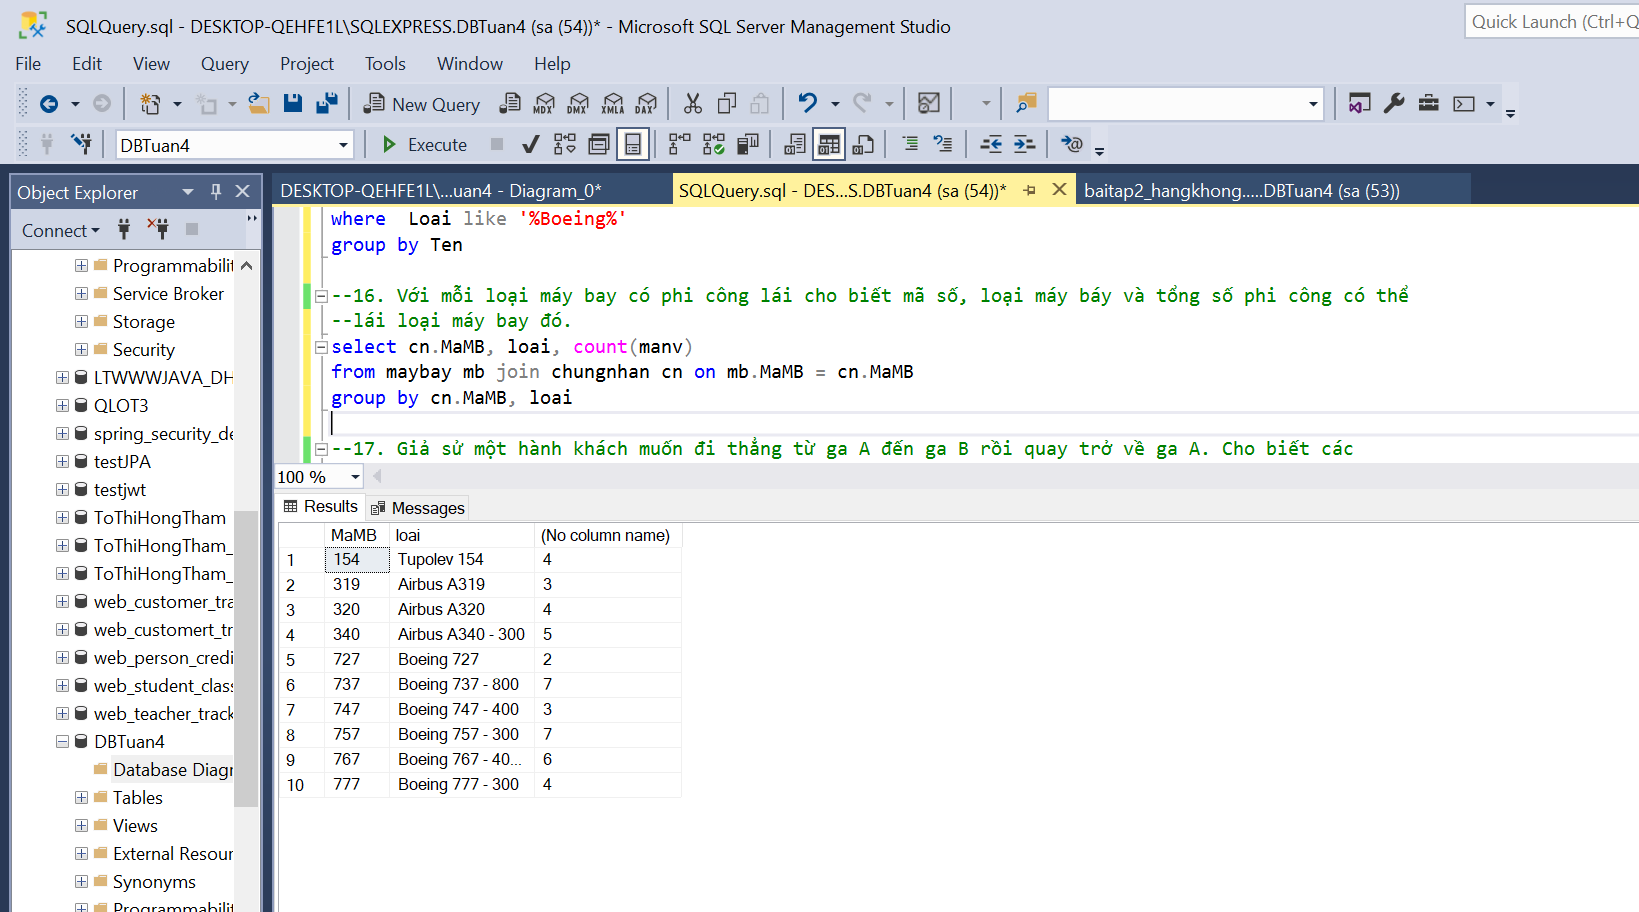 SQLQuery.sql - DESKTOP-QEHFE1L\SQLEXPRESS.DBTuan4 (sa (54))* - Microsoft SQL Server Management Studio
Quick Launch (Ctrl+Q
File Edit View Query Project Tools Window Help
New Query MDX DMX XMLA DAX
DBTuan4 Execute
Object Explorer
DESKTOP-QEHFE1L\...uan4 - Diagram_0*
SQLQuery.sql - DES...S.DBTuan4 (sa (54))*
baitap2_hangkhong.....DBTuan4 (sa (53))
Connect
Programmabilit
Service Broker
Storage
Security
LTWWWJAVA_DH
QLOT3
spring_security_de
testJPA
testjwt
ToThiHongTham
ToThiHongTham_
ToThiHongTham_
web_customer_tra
web_customert_tr
web_person_credi
web_student_class
web_teacher_track
DBTuan4
Database Diagr
Tables
Views
External Resour
Synonyms
Programmabilit
where  Loai like '%Boeing%'
group by Ten
--16. Với mỗi loại máy bay có phi công lái cho biết mã số, loại máy báy và tổng số phi công có thể
--lái loại máy bay đó.
select cn.MaMB, loai, count(manv)
from maybay mb join chungnhan cn on mb.MaMB = cn.MaMB
group by cn.MaMB, loai
--17. Giả sử một hành khách muốn đi thẳng từ ga A đến ga B rồi quay trở về ga A. Cho biết các
100 %
Results Messages
MaMB loai (No column name)
1 154 Tupolev 154 4
2 319 Airbus A319 3
3 320 Airbus A320 4
4 340 Airbus A340 - 300 5
5 727 Boeing 727 2
6 737 Boeing 737 - 800 7
7 747 Boeing 747 - 400 3
8 757 Boeing 757 - 300 7
9 767 Boeing 767 - 40... 6
10 777 Boeing 777 - 300 4